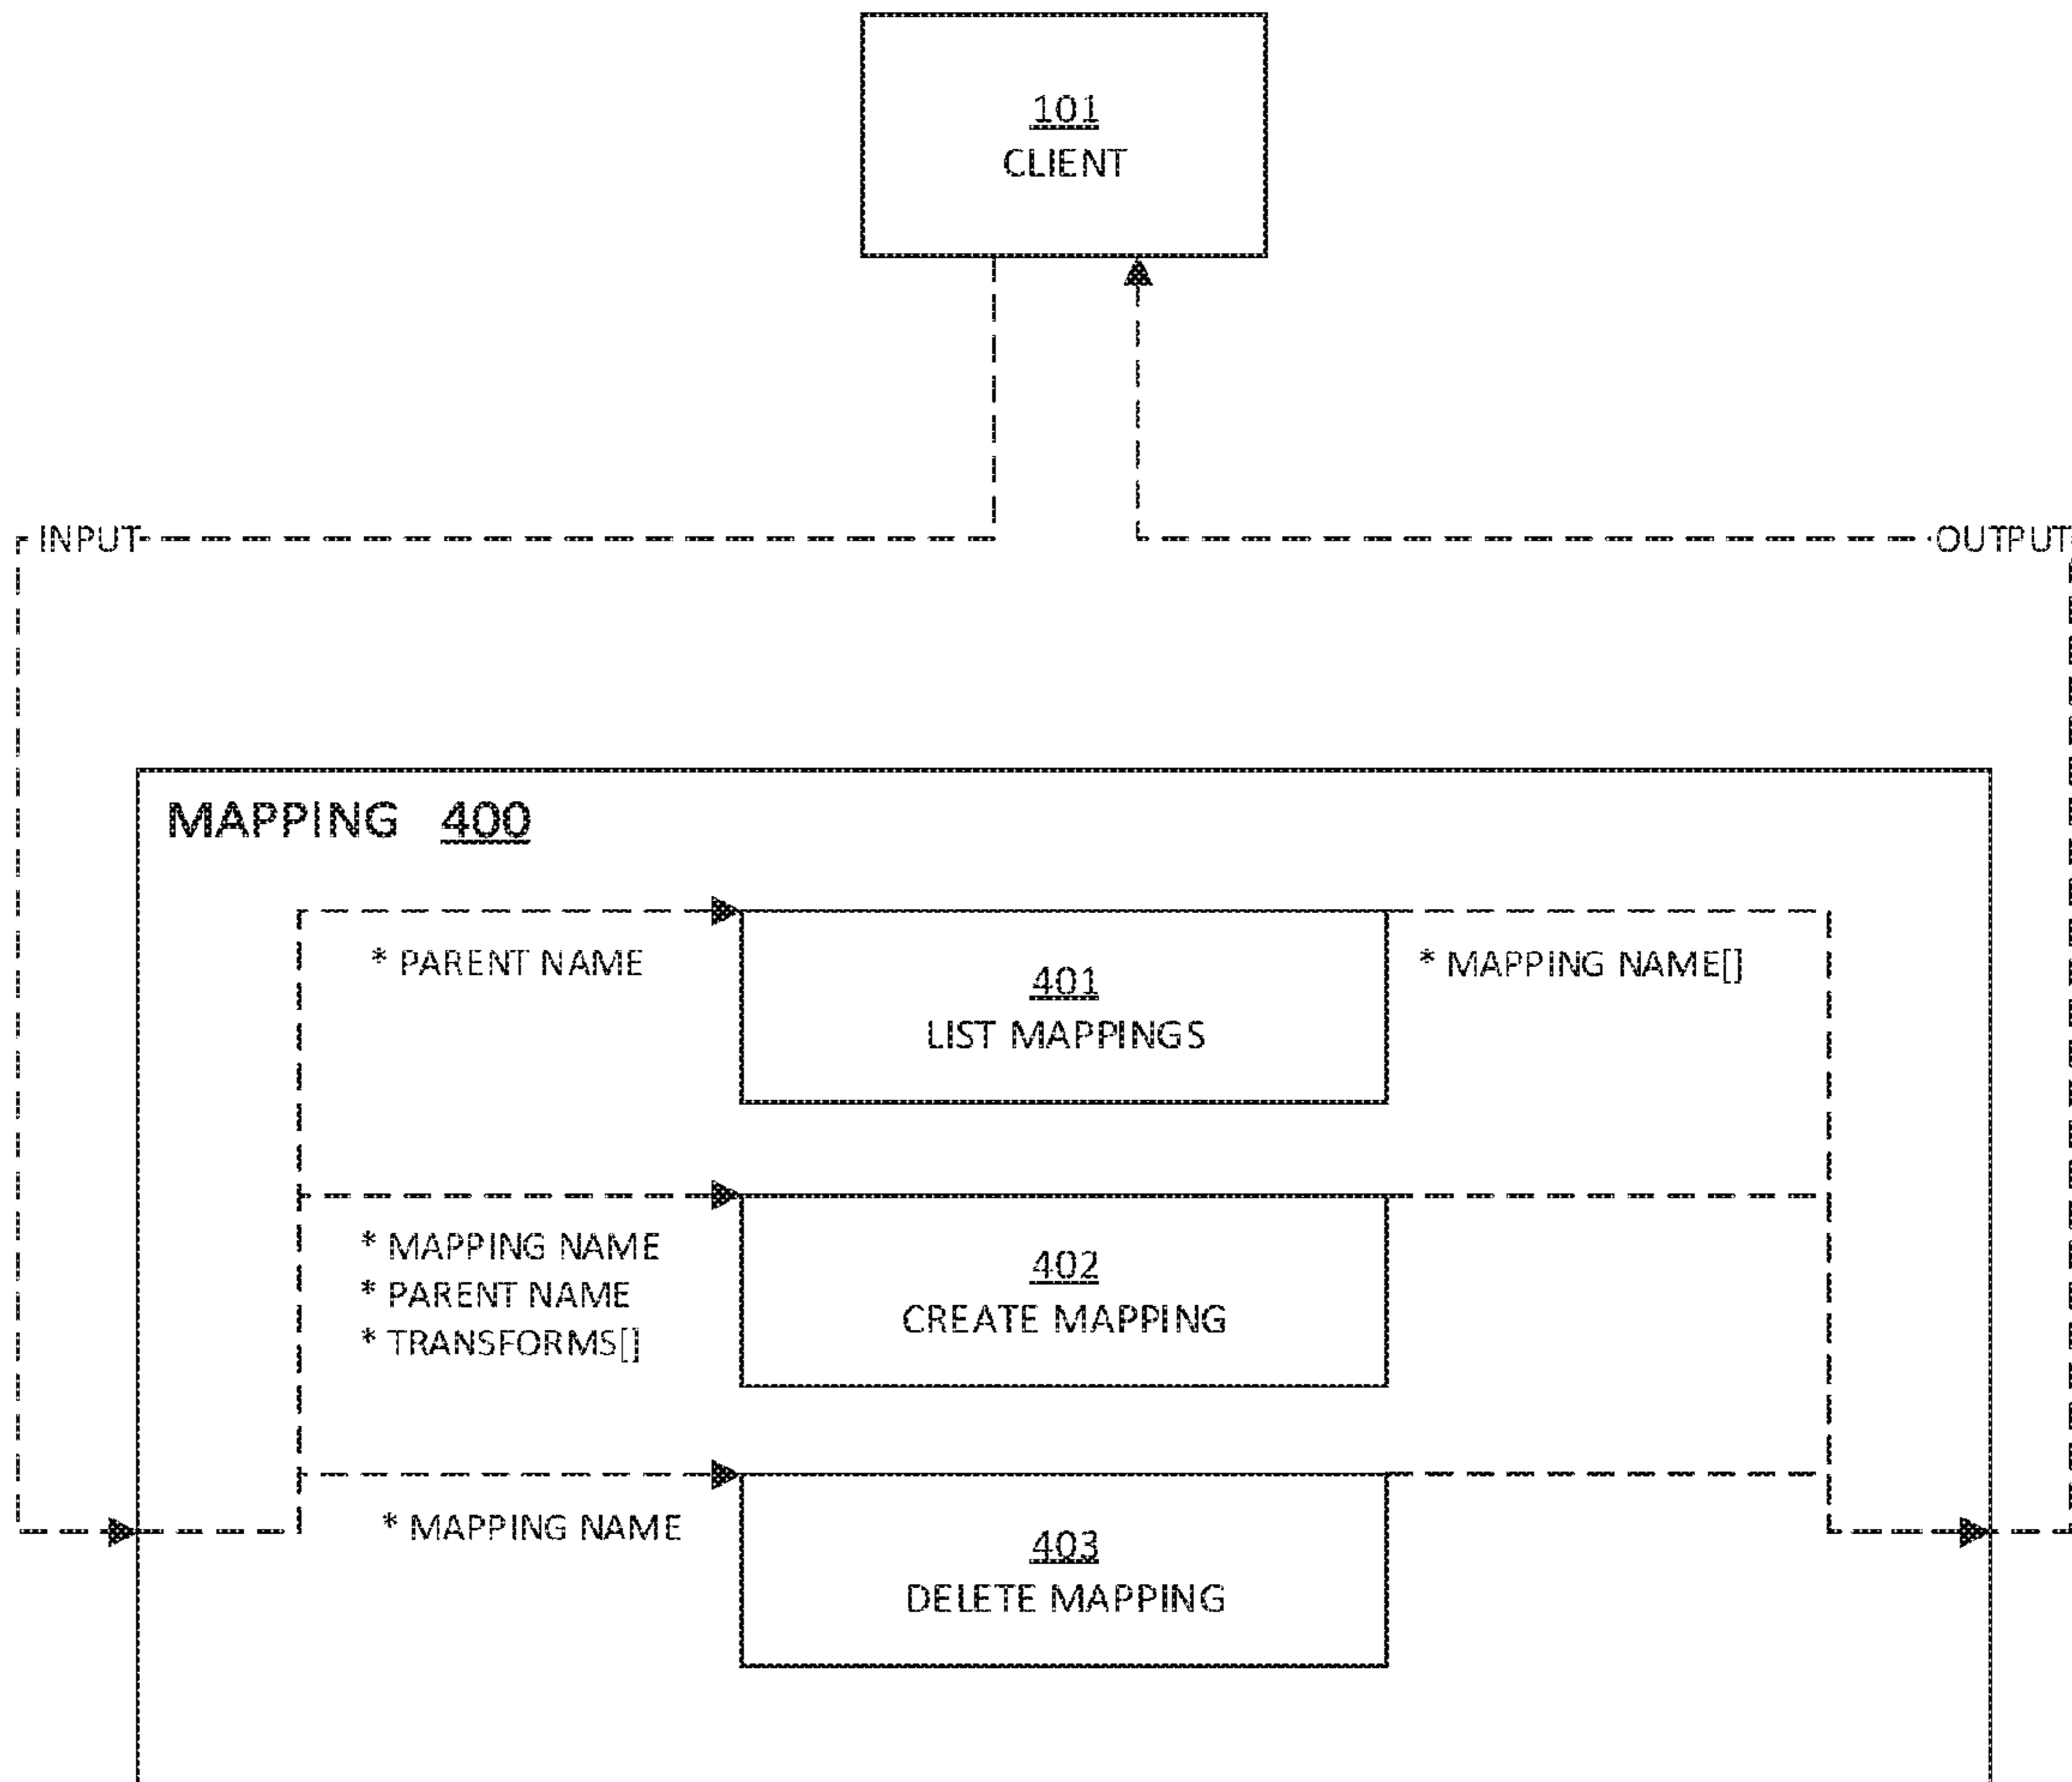 101
CLIENT
INPUT
OUTPUT
MAPPING 400
* PARENT NAME
401
LIST MAPPINGS
* MAPPING NAME[]
* MAPPING NAME
* PARENT NAME
* TRANSFORMS[]
402
CREATE MAPPING
* MAPPING NAME
403
DELETE MAPPING